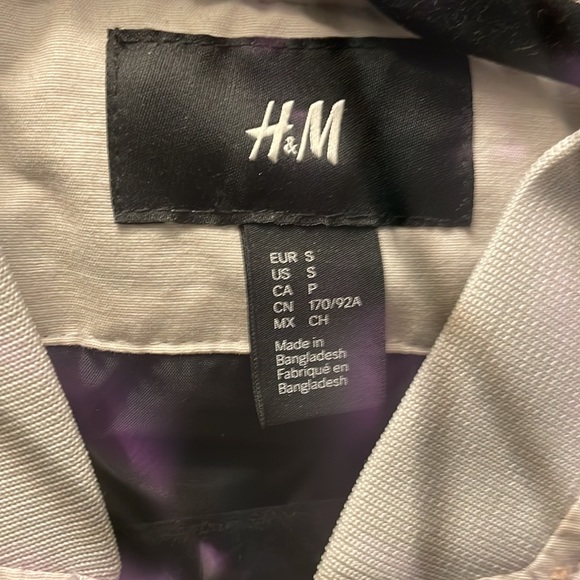 H&M
EUR S
US S
CA P
CN 170/92A
MX CH
Made in
Bangladesh
Fabriqué en
Bangladesh